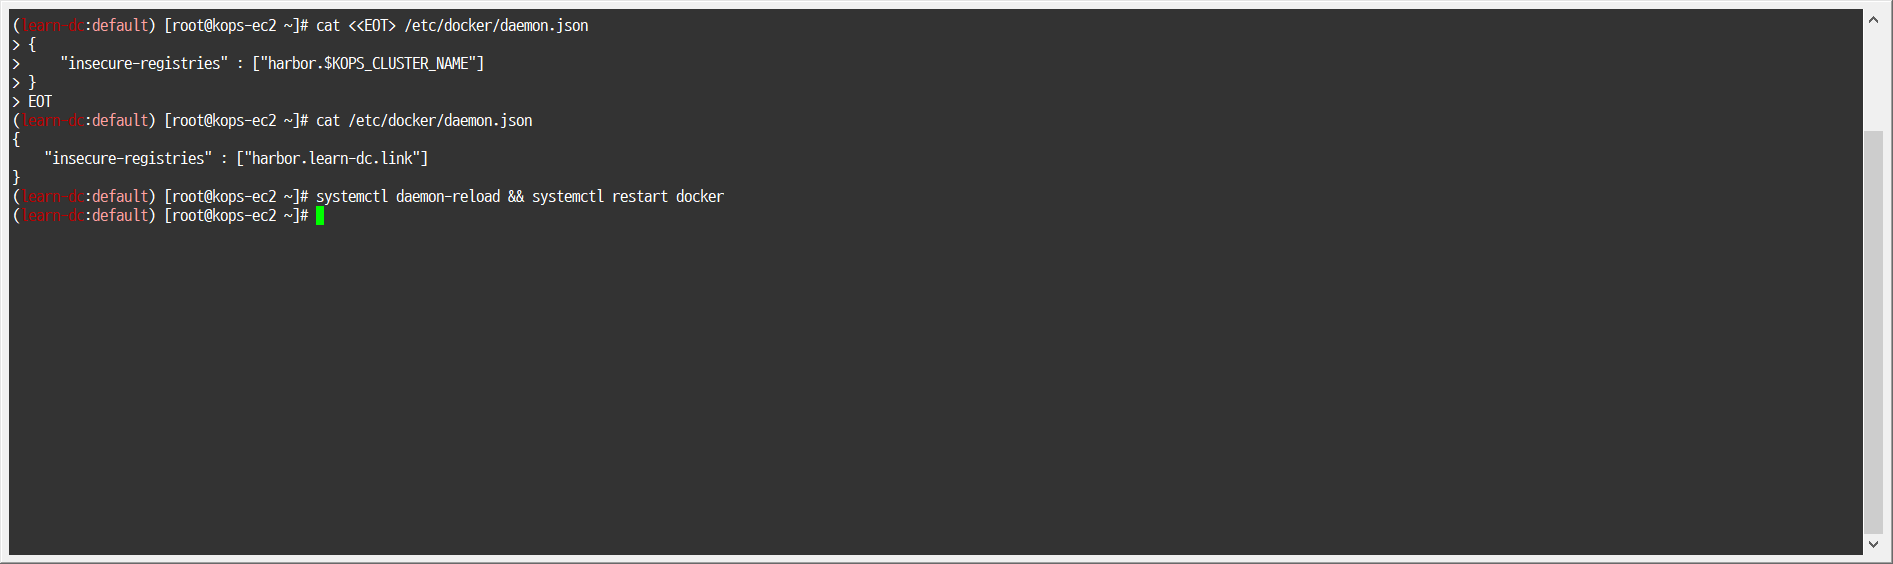 (learn-dc:default) [root@kops-ec2 ~]# cat <<EOT> /etc/docker/daemon.json
> {
>     "insecure-registries" : ["harbor.$KOPS_CLUSTER_NAME"]
> }
> EOT
(learn-dc:default) [root@kops-ec2 ~]# cat /etc/docker/daemon.json
{
    "insecure-registries" : ["harbor.learn-dc.link"]
}
(learn-dc:default) [root@kops-ec2 ~]# systemctl daemon-reload && systemctl restart docker
(learn-dc:default) [root@kops-ec2 ~]#